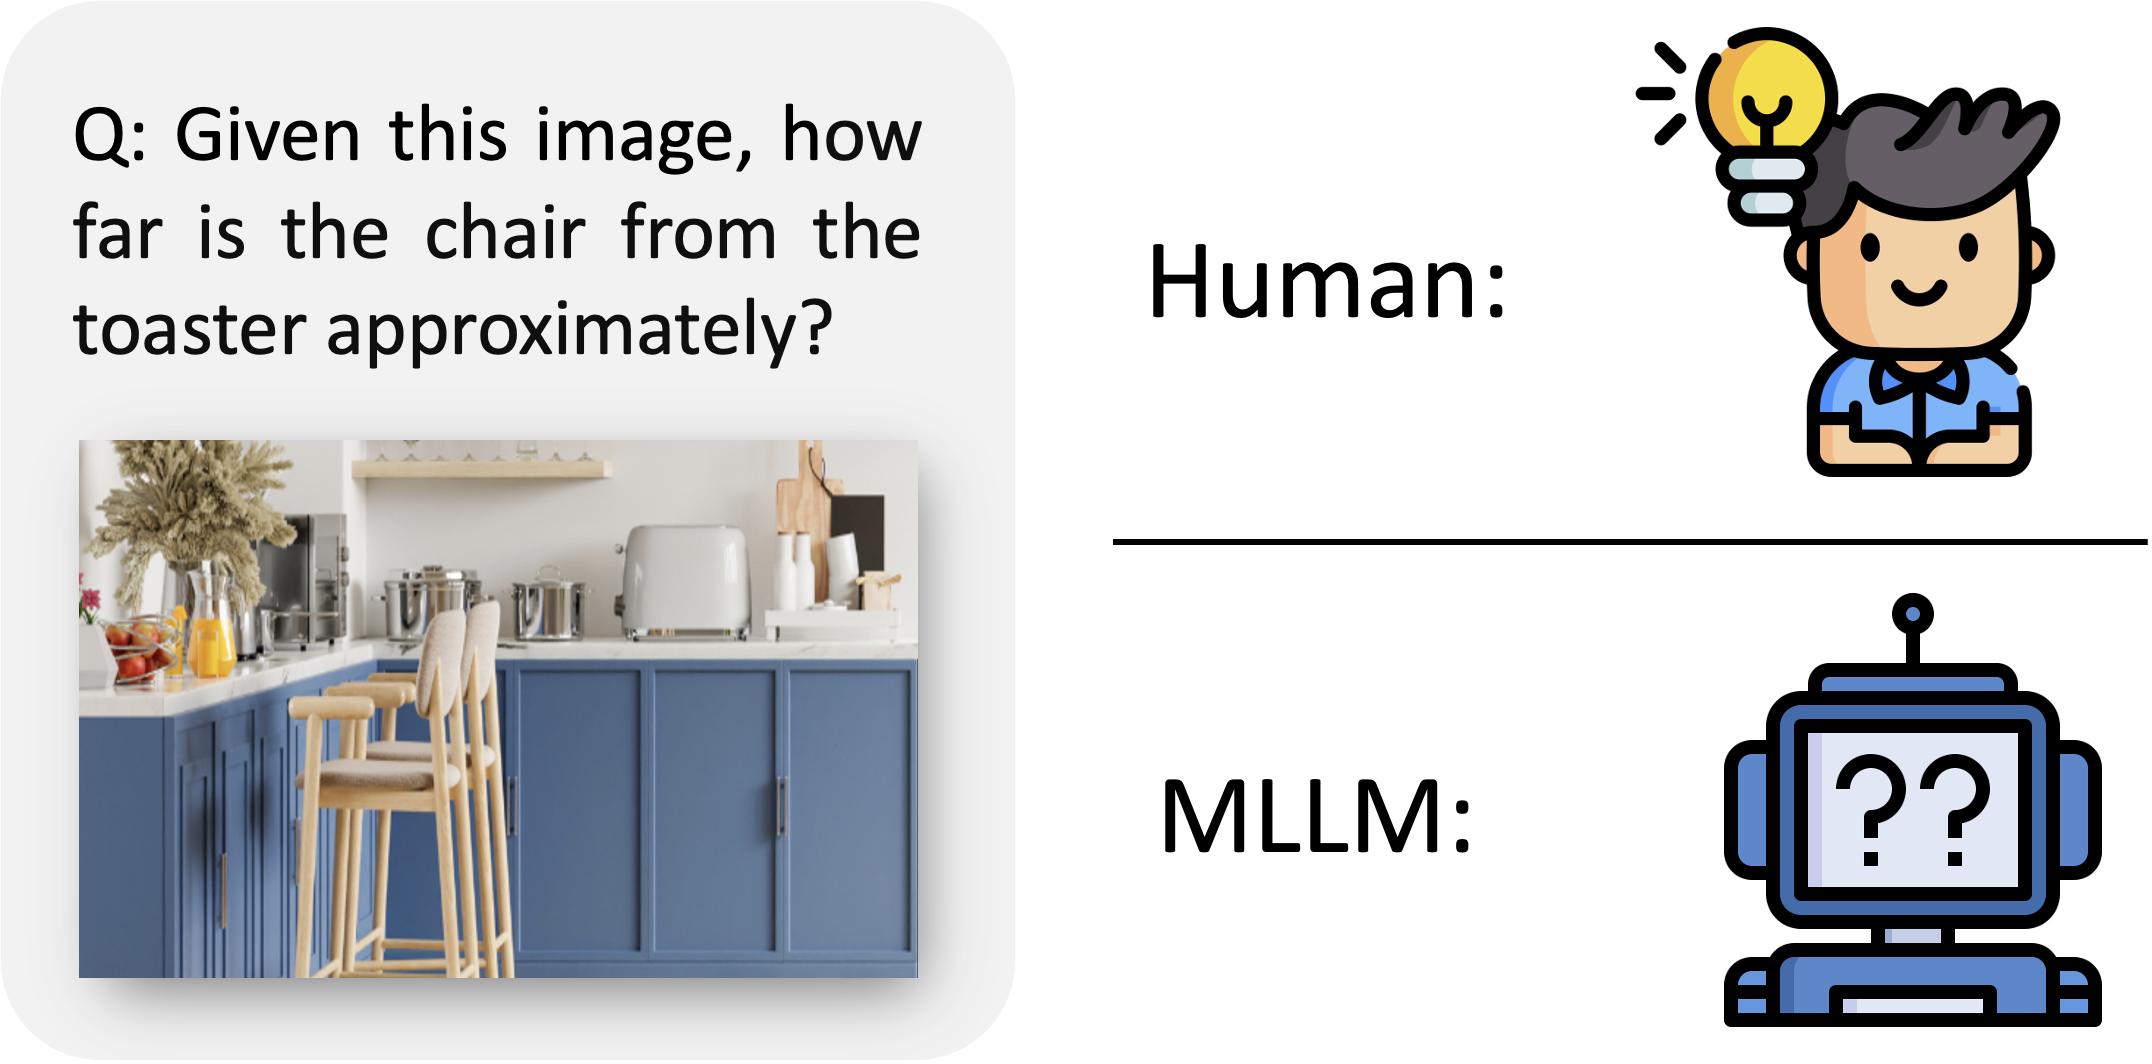 Q: Given this image, how
far is the chair from the
toaster approximately?
Human:
MLLM:
??